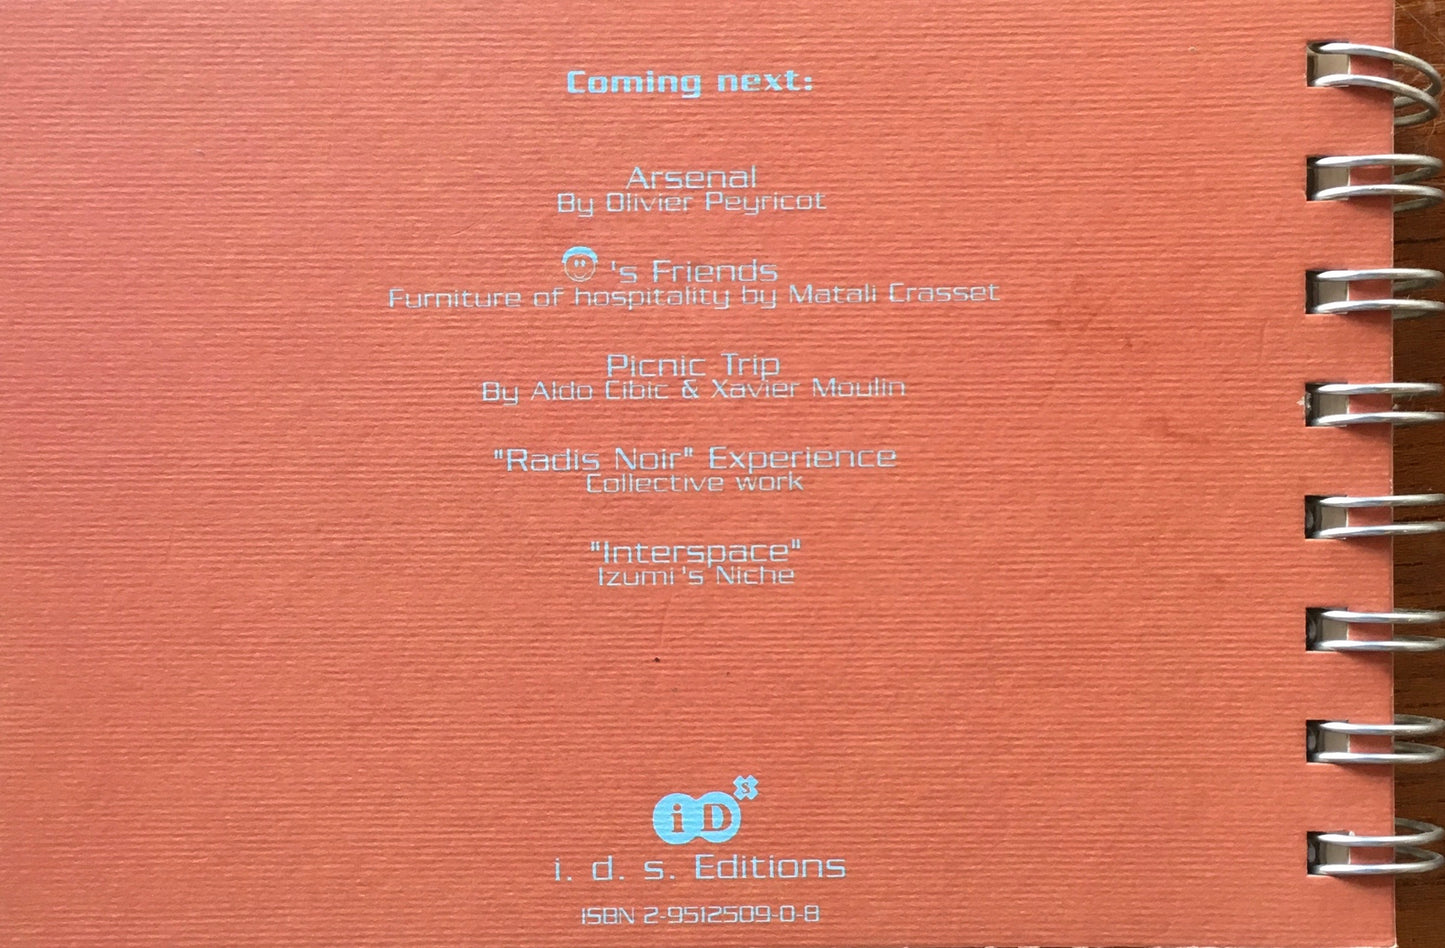 Coming next:
Arsenal
By Olivier Peyricot
's Friends
Furniture of hospitality by Matali Crasset
Picnic Trip
By Aldo Cibic & Xavier Moulin
"Radis Noir" Experience
Collective work
"Interspace"
Izumi's Niche
iD s
i. d. s. Editions
ISBN 2-9512509-0-8